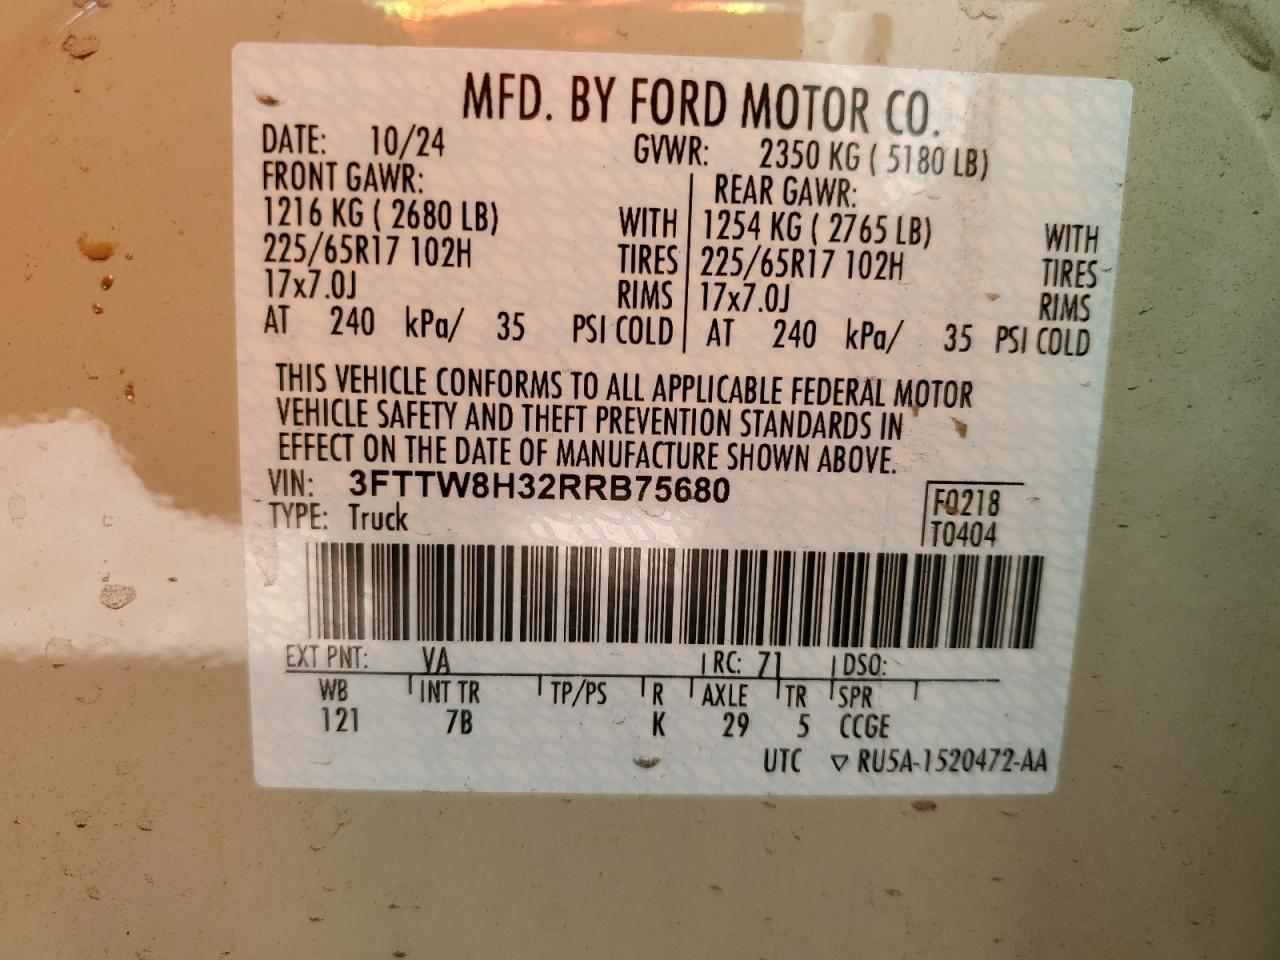 MFD. BY FORD MOTOR CO.
DATE: 10/24 GVWR: 2350 KG ( 5180 LB)
FRONT GAWR: REAR GAWR:
1216 KG ( 2680 LB) WITH 1254 KG ( 2765 LB) WITH
225/65R17 102H TIRES 225/65R17 102H TIRES
17x7.0J RIMS 17x7.0J RIMS
AT 240 kPa/ 35 PSI COLD AT 240 kPa/ 35 PSI COLD
THIS VEHICLE CONFORMS TO ALL APPLICABLE FEDERAL MOTOR
VEHICLE SAFETY AND THEFT PREVENTION STANDARDS IN
EFFECT ON THE DATE OF MANUFACTURE SHOWN ABOVE.
VIN: 3FTTW8H32RRB75680 F0218
TYPE: Truck T0404
EXT PNT: VA RC: 71 DSO:
WB INT TR TP/PS R AXLE TR SPR
121 7B K 29 5 CCGE
UTC ▽ RU5A-1520472-AA